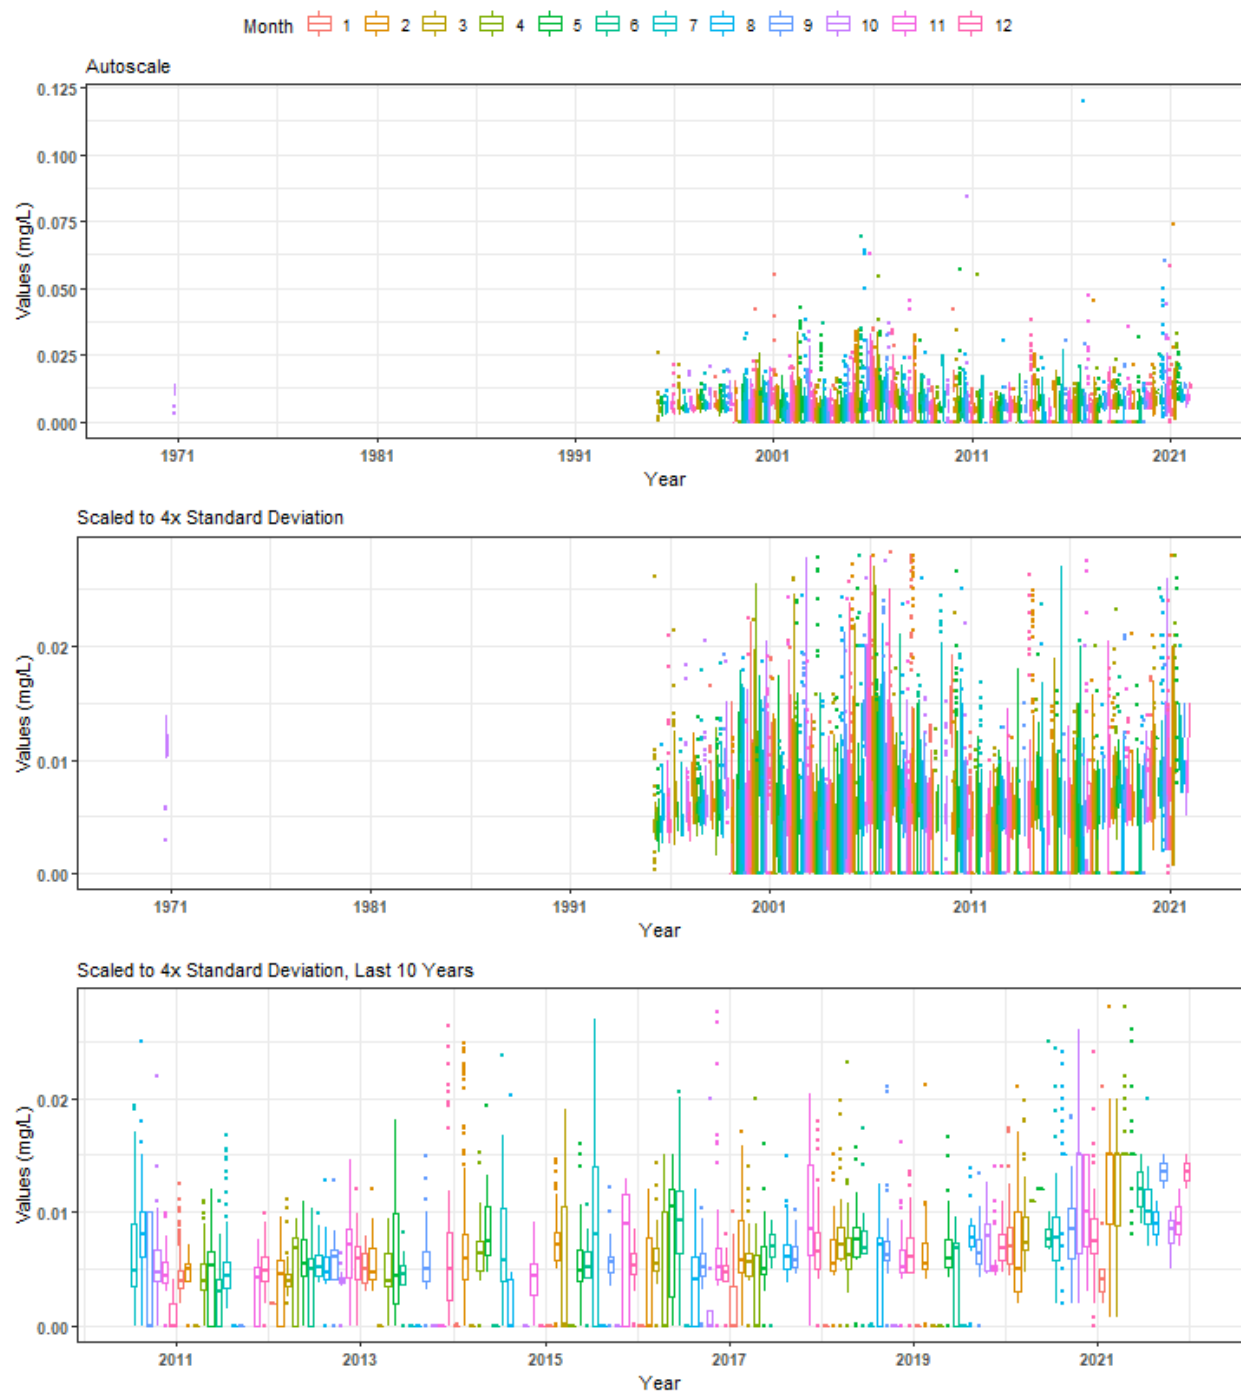 Month 1 2 3 4 5 6 7 8 9 10 11 12
Autoscale
0.125
0.100
0.075
0.050
0.025
0.000
Values (mg/L)
1971 1981 1991 2001 2011 2021
Year
Scaled to 4x Standard Deviation
0.02
0.01
0.00
Values (mg/L)
1971 1981 1991 2001 2011 2021
Year
Scaled to 4x Standard Deviation, Last 10 Years
0.02
0.01
0.00
Values (mg/L)
2011 2013 2015 2017 2019 2021
Year